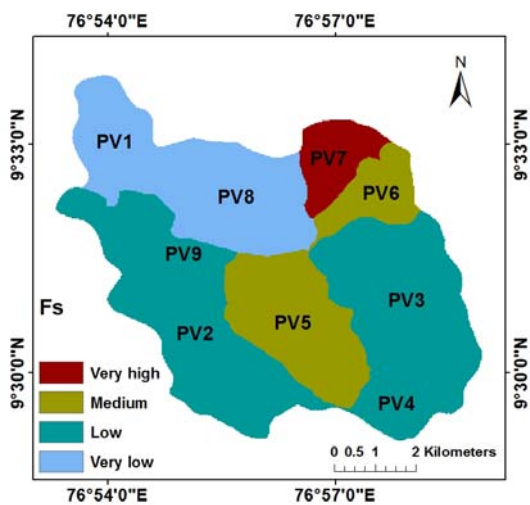 76°54'0"E 76°57'0"E
N
9°33'0"N
9°33'0"N
PV1
PV7
PV6
PV8
PV9
PV3
Fs
PV5
PV2
9°30'0"N
9°30'0"N
Very high
Medium
PV4
Low
Very low
0 0.5 1 2 Kilometers
76°54'0"E 76°57'0"E